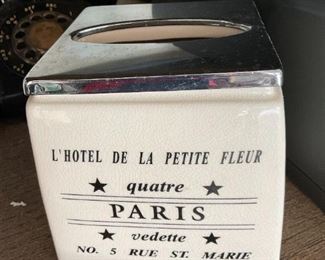 L'HOTEL DE LA PETITE FLEUR
★ quatre ★
PARIS
★ vedette ★
NO. 5 RUE ST. MARIE